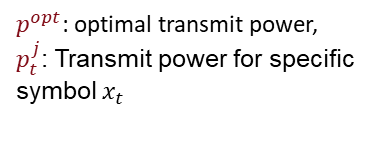 p^{opt}: optimal transmit power,
p_t^j: Transmit power for specific
symbol x_t